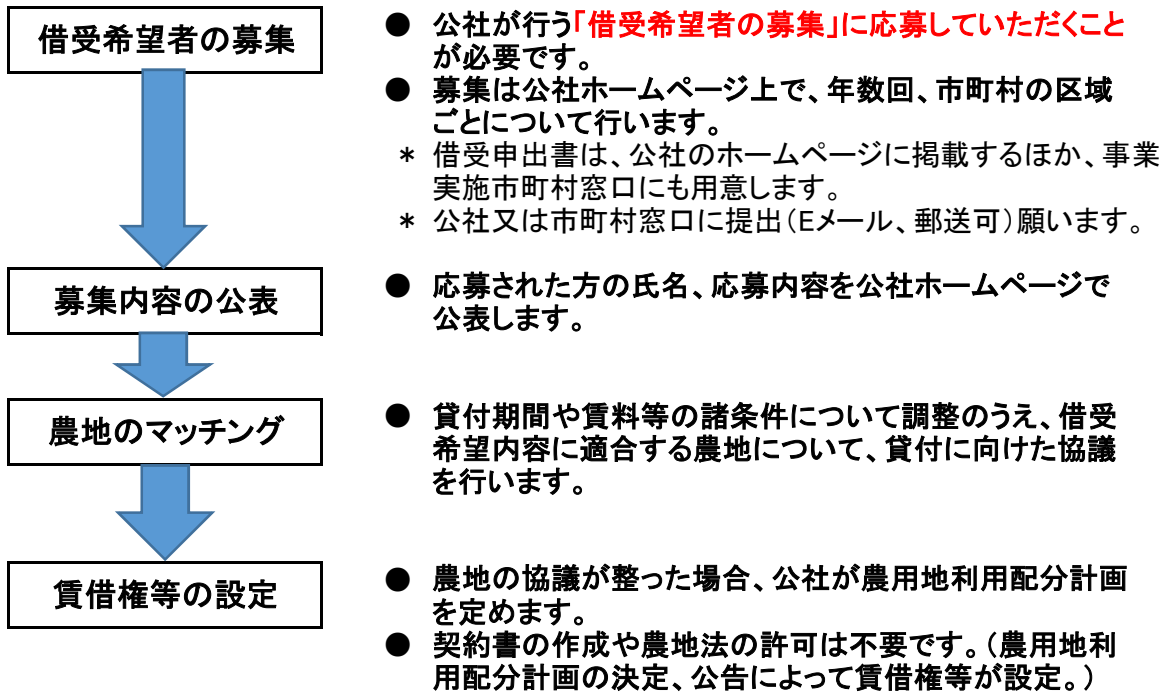 借受希望者の募集
● 公社が行う「借受希望者の募集」に応募していただくこと
が必要です。
● 募集は公社ホームページ上で、年数回、市町村の区域
ごとについて行います。
* 借受申出書は、公社のホームページに掲載するほか、事業
実施市町村窓口にも用意します。
* 公社又は市町村窓口に提出(Eメール、郵送可)願います。
募集内容の公表
● 応募された方の氏名、応募内容を公社ホームページで
公表します。
農地のマッチング
● 貸付期間や賃料等の諸条件について調整のうえ、借受
希望内容に適合する農地について、貸付に向けた協議
を行います。
賃借権等の設定
● 農地の協議が整った場合、公社が農用地利用配分計画
を定めます。
● 契約書の作成や農地法の許可は不要です。(農用地利
用配分計画の決定、公告によって賃借権等が設定。)